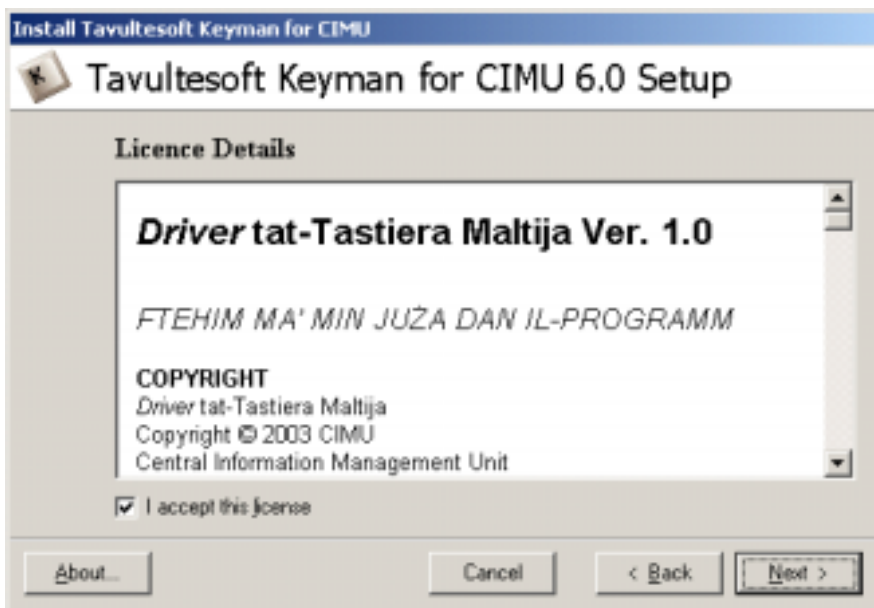 Install Tavultesoft Keyman for CIMU
K
Tavultesoft Keyman for CIMU 6.0 Setup
Licence Details
Driver tat-Tastiera Maltija Ver. 1.0
FTEHIM MA' MIN JUŻA DAN IL-PROGRAMM
COPYRIGHT
Driver tat-Tastiera Maltija
Copyright © 2003 CIMU
Central Information Management Unit
I accept this license
About... Cancel < Back Next >